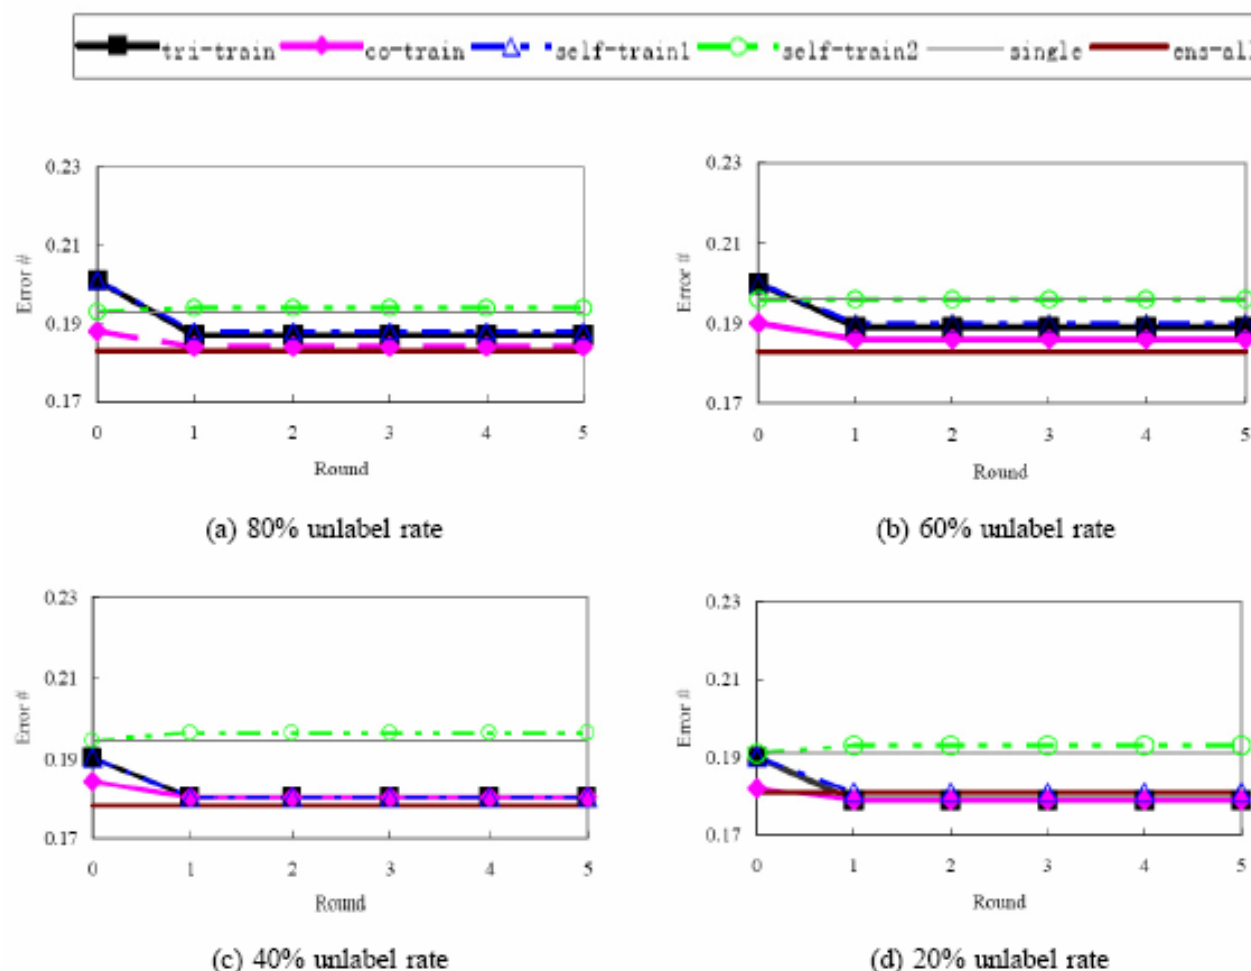 tri-train co-train self-train1 self-train2 single ens-all
0.23
0.21
0.19
0.17
Error #
0 1 2 3 4 5
Round
(a) 80% unlabel rate
0.23
0.21
0.19
0.17
Error #
0 1 2 3 4 5
Round
(b) 60% unlabel rate
0.23
0.21
0.19
0.17
Error #
0 1 2 3 4 5
Round
(c) 40% unlabel rate
0.23
0.21
0.19
0.17
Error #
0 1 2 3 4 5
Round
(d) 20% unlabel rate